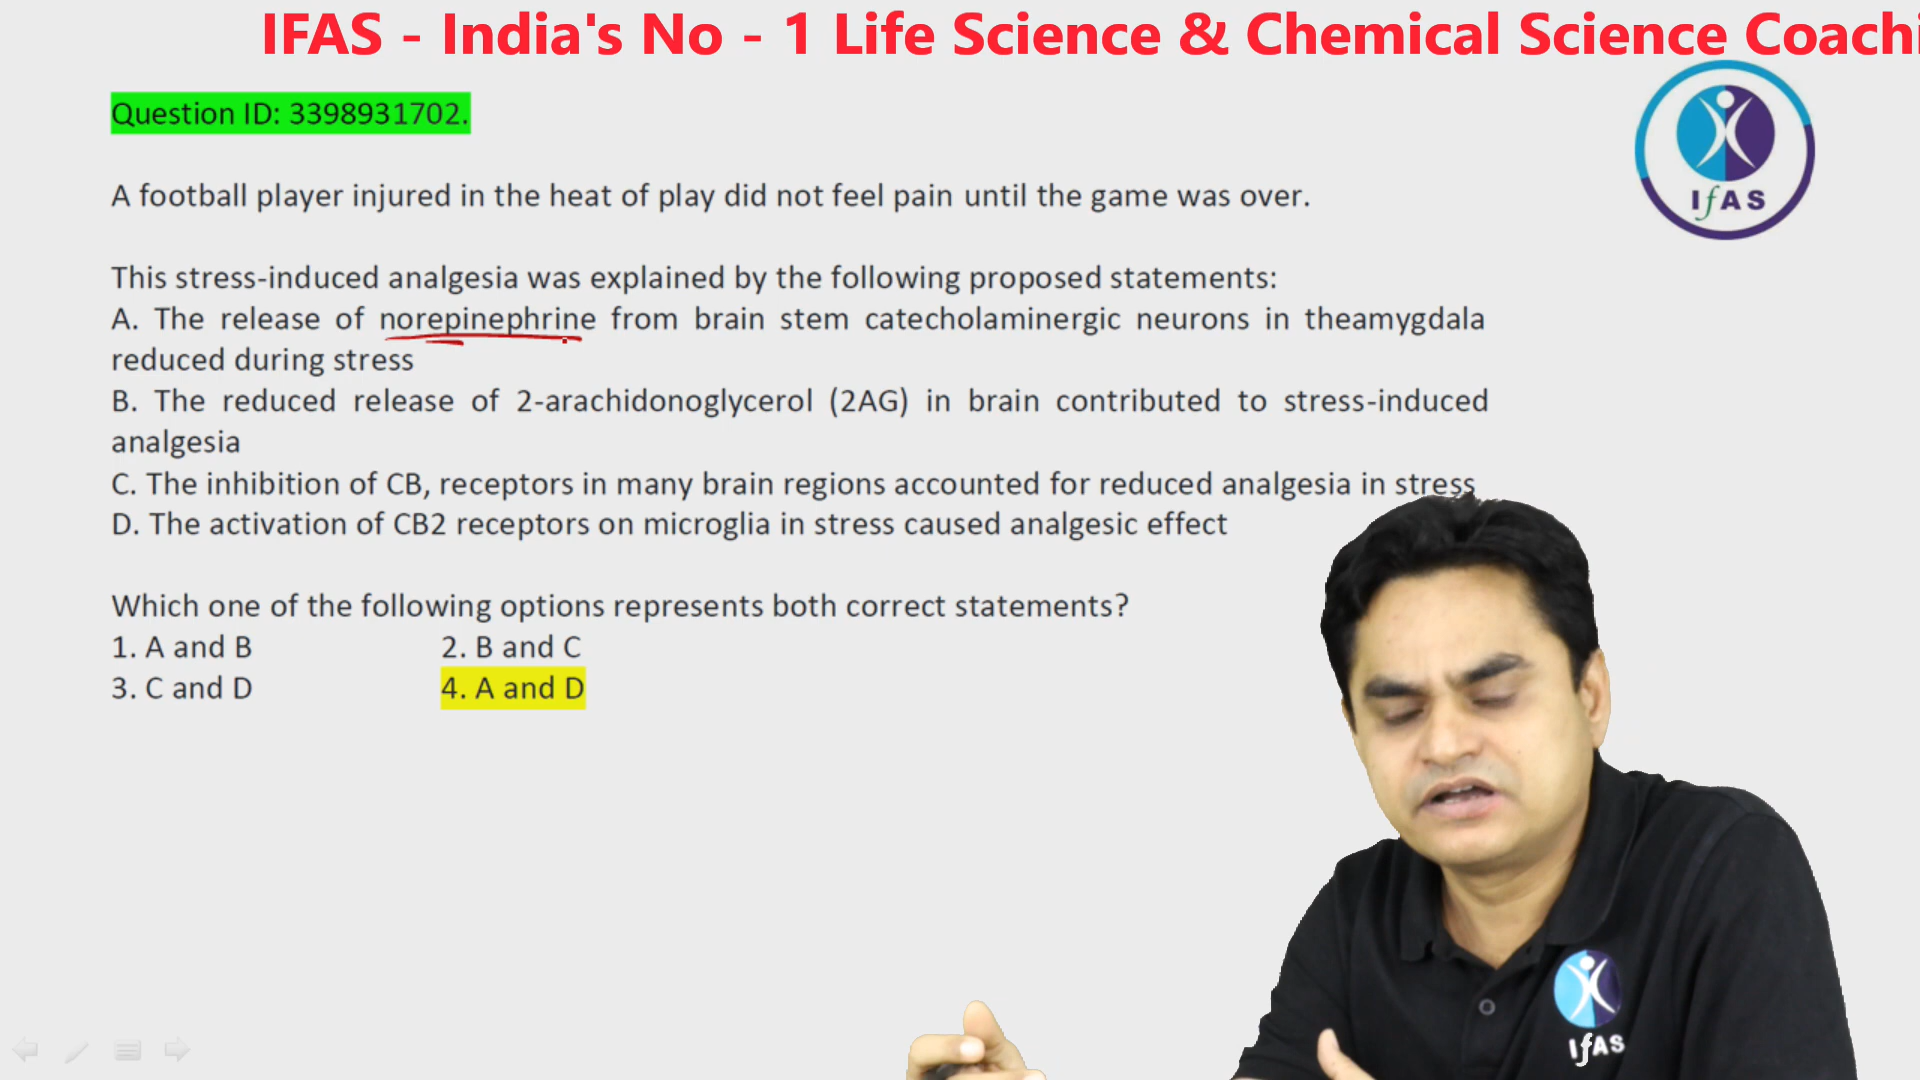 IFAS - India's No - 1 Life Science & Chemical Science Coachi
Question ID: 3398931702.
IfAS
A football player injured in the heat of play did not feel pain until the game was over.
This stress-induced analgesia was explained by the following proposed statements:
A. The release of norepinephrine from brain stem catecholaminergic neurons in theamygdala
reduced during stress
B. The reduced release of 2-arachidonoglycerol (2AG) in brain contributed to stress-induced
analgesia
C. The inhibition of CB, receptors in many brain regions accounted for reduced analgesia in stress
D. The activation of CB2 receptors on microglia in stress caused analgesic effect
Which one of the following options represents both correct statements?
1. A and B 2. B and C
3. C and D 4. A and D
IfAS